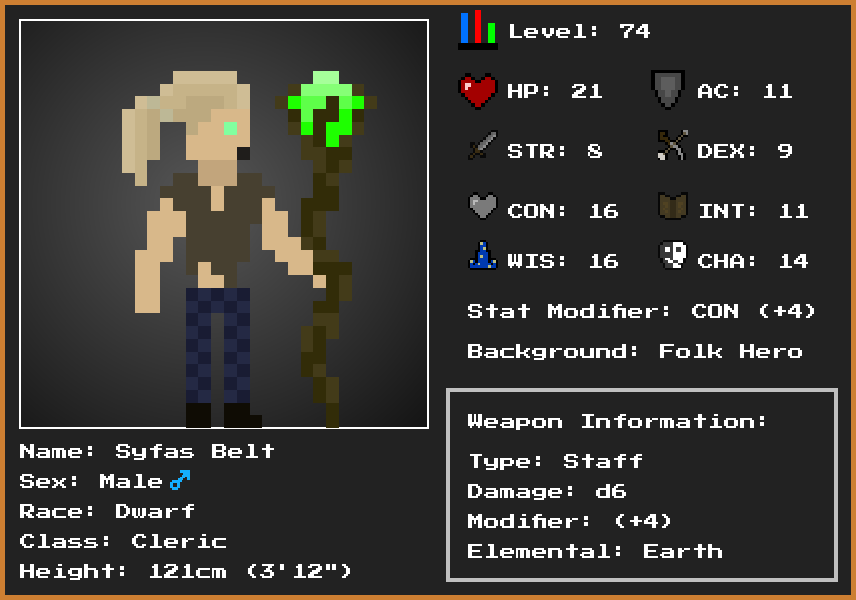 Level: 74
HP: 21 AC: 11
STR: 8 DEX: 9
CON: 16 INT: 11
WIS: 16 CHA: 14
Stat Modifier: CON (+4)
Background: Folk Hero
Weapon Information:
Type: Staff
Damage: d6
Modifier: (+4)
Elemental: Earth
Name: Syfas Belt
Sex: Male ♂
Race: Dwarf
Class: Cleric
Height: 121cm (3'12")